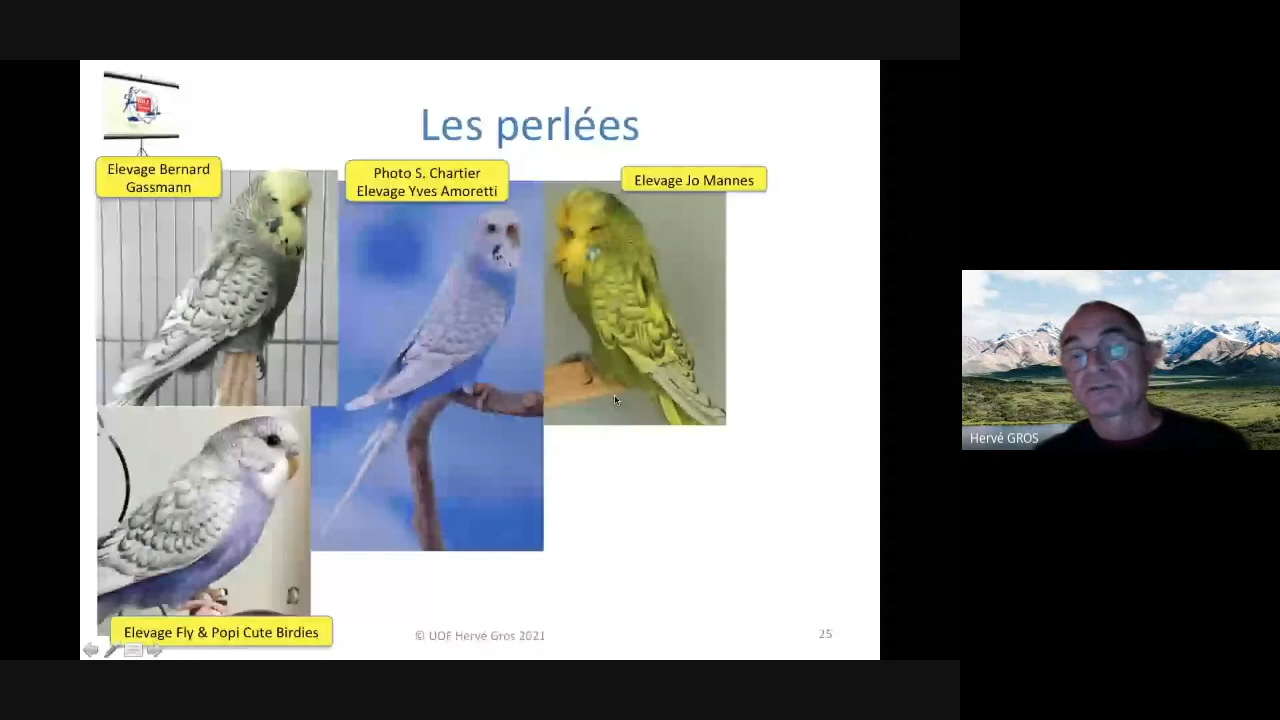 Les perlées
Elevage Bernard
Gassmann
Photo S. Chartier
Elevage Yves Amoretti
Elevage Jo Mannes
Hervé GROS
Elevage Fly & Popi Cute Birdies
© UOF Hervé Gros 2021
25